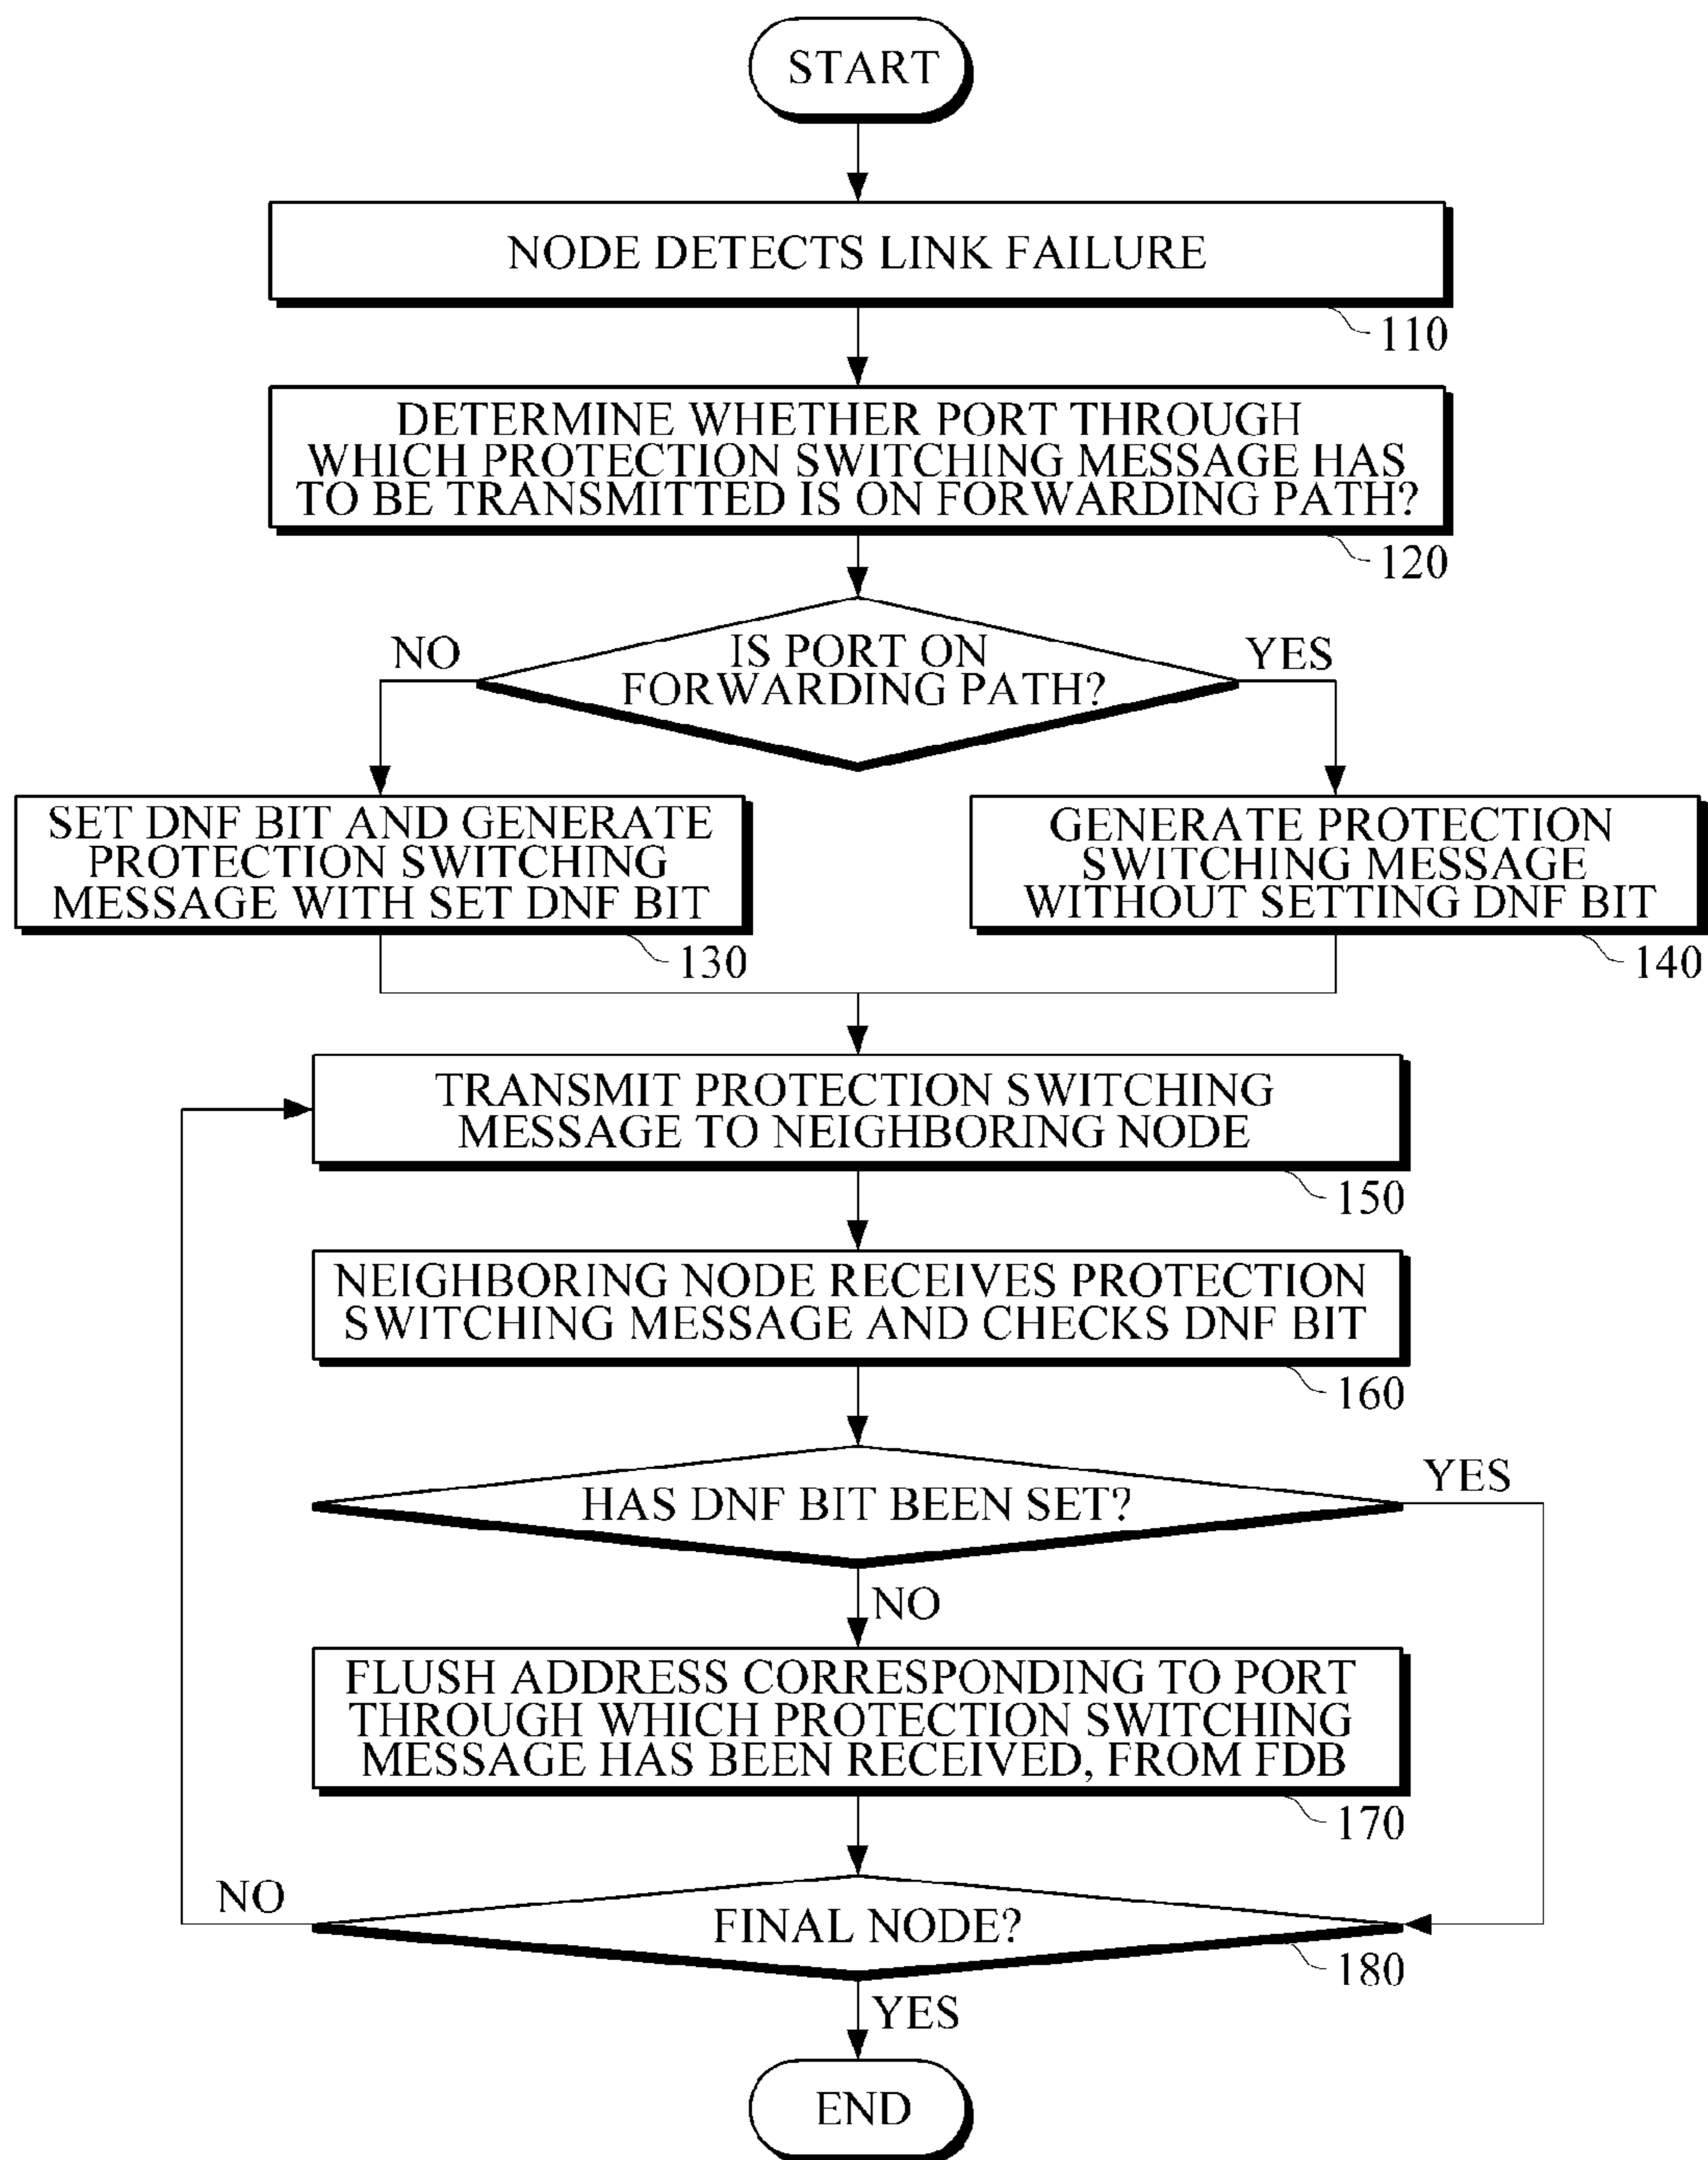 START
NODE DETECTS LINK FAILURE
110
DETERMINE WHETHER PORT THROUGH
WHICH PROTECTION SWITCHING MESSAGE HAS
TO BE TRANSMITTED IS ON FORWARDING PATH?
120
NO
IS PORT ON
FORWARDING PATH?
YES
SET DNF BIT AND GENERATE
PROTECTION SWITCHING
MESSAGE WITH SET DNF BIT
130
GENERATE PROTECTION
SWITCHING MESSAGE
WITHOUT SETTING DNF BIT
140
TRANSMIT PROTECTION SWITCHING
MESSAGE TO NEIGHBORING NODE
150
NEIGHBORING NODE RECEIVES PROTECTION
SWITCHING MESSAGE AND CHECKS DNF BIT
160
HAS DNF BIT BEEN SET?
YES
NO
FLUSH ADDRESS CORRESPONDING TO PORT
THROUGH WHICH PROTECTION SWITCHING
MESSAGE HAS BEEN RECEIVED, FROM FDB
170
NO
FINAL NODE?
180
YES
END